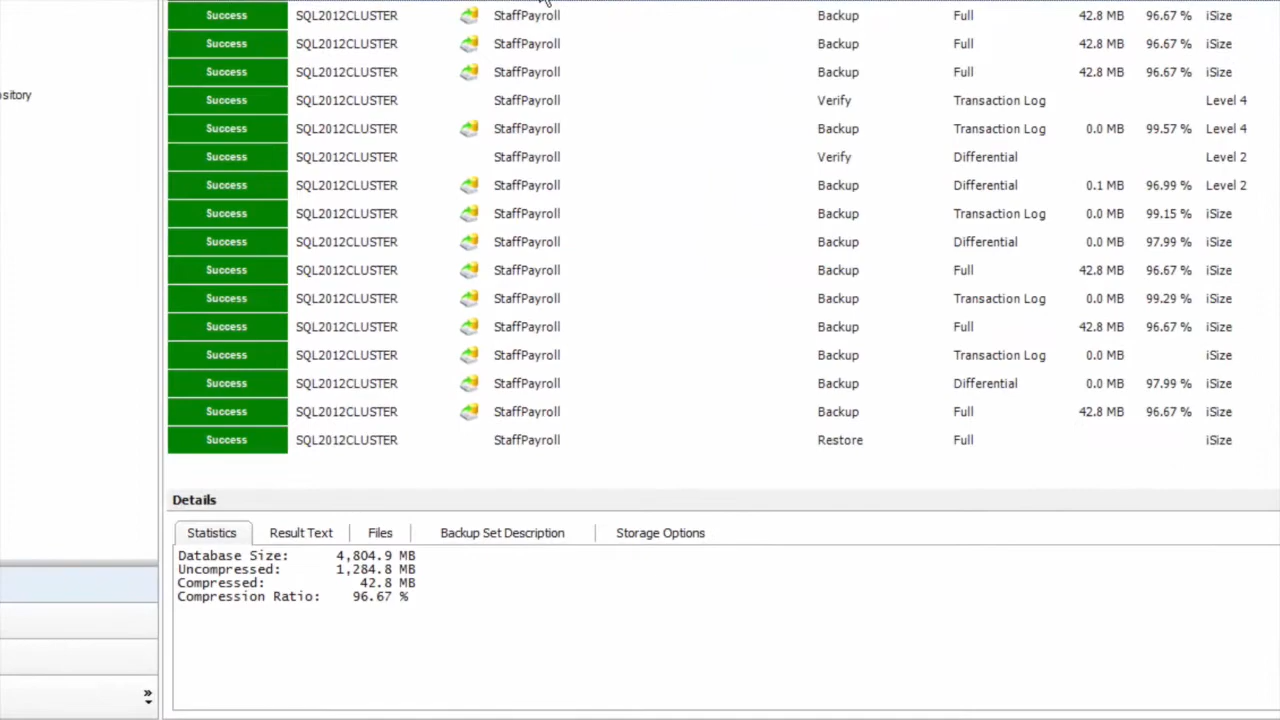 Success SQL2012CLUSTER StaffPayroll Backup Full 42.8 MB 96.67 % iSize
Success SQL2012CLUSTER StaffPayroll Backup Full 42.8 MB 96.67 % iSize
Success SQL2012CLUSTER StaffPayroll Backup Full 42.8 MB 96.67 % iSize
ository
Success SQL2012CLUSTER StaffPayroll Verify Transaction Log Level 4
Success SQL2012CLUSTER StaffPayroll Backup Transaction Log 0.0 MB 99.57 % Level 4
Success SQL2012CLUSTER StaffPayroll Verify Differential Level 2
Success SQL2012CLUSTER StaffPayroll Backup Differential 0.1 MB 96.99 % Level 2
Success SQL2012CLUSTER StaffPayroll Backup Transaction Log 0.0 MB 99.15 % iSize
Success SQL2012CLUSTER StaffPayroll Backup Differential 0.0 MB 97.99 % iSize
Success SQL2012CLUSTER StaffPayroll Backup Full 42.8 MB 96.67 % iSize
Success SQL2012CLUSTER StaffPayroll Backup Transaction Log 0.0 MB 99.29 % iSize
Success SQL2012CLUSTER StaffPayroll Backup Full 42.8 MB 96.67 % iSize
Success SQL2012CLUSTER StaffPayroll Backup Transaction Log 0.0 MB iSize
Success SQL2012CLUSTER StaffPayroll Backup Differential 0.0 MB 97.99 % iSize
Success SQL2012CLUSTER StaffPayroll Backup Full 42.8 MB 96.67 % iSize
Success SQL2012CLUSTER StaffPayroll Restore Full iSize
Details
Statistics Result Text Files Backup Set Description Storage Options
Database Size: 4,804.9 MB
Uncompressed: 1,284.8 MB
Compressed: 42.8 MB
Compression Ratio: 96.67 %